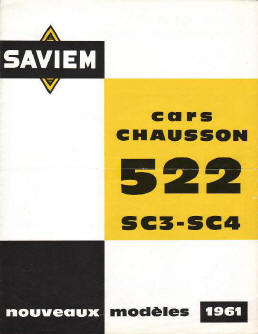 SAVIEM
cars
CHAUSSON
522
SC3-SC4
nouveaux modèles 1961